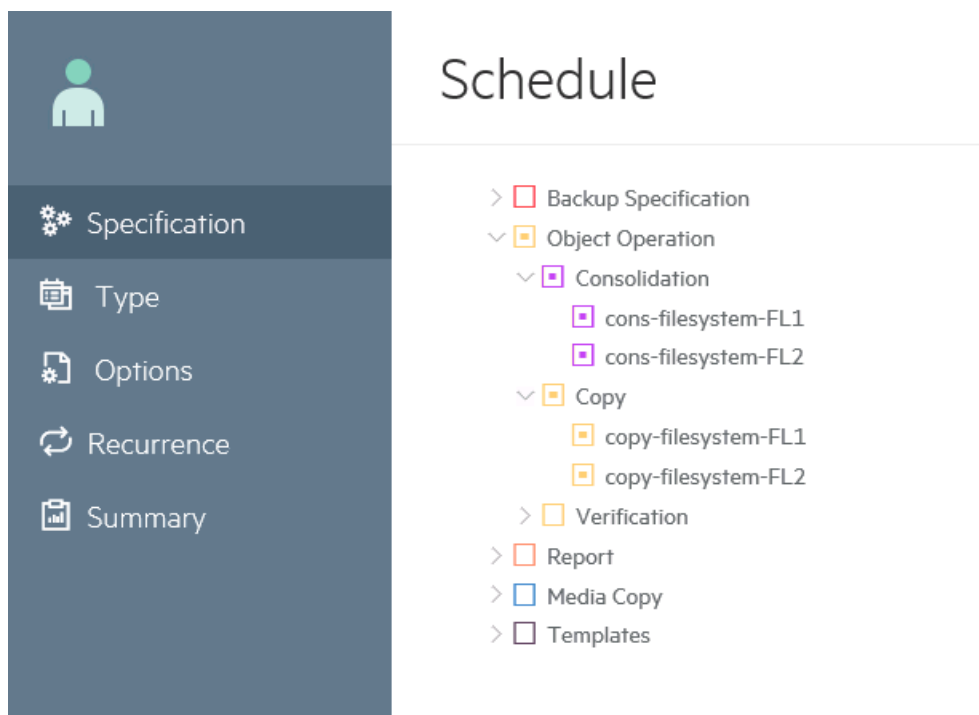 Schedule
Specification
Type
Options
Recurrence
Summary
Backup Specification
Object Operation
Consolidation
cons-filesystem-FL1
cons-filesystem-FL2
Copy
copy-filesystem-FL1
copy-filesystem-FL2
Verification
Report
Media Copy
Templates